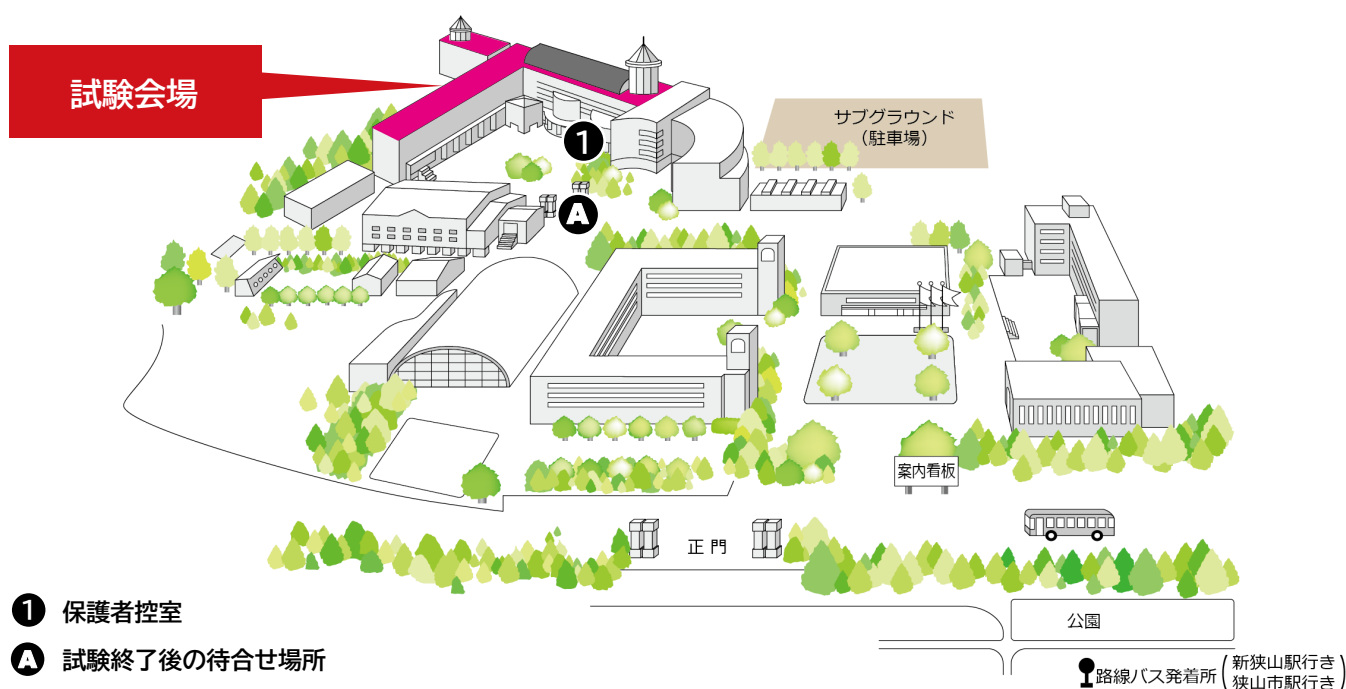 試験会場
サブグラウンド
（駐車場）
1
A
案内看板
正門
1 保護者控室
A 試験終了後の待合せ場所
公園
路線バス発着所(新狭山駅行き
狭山市駅行き)